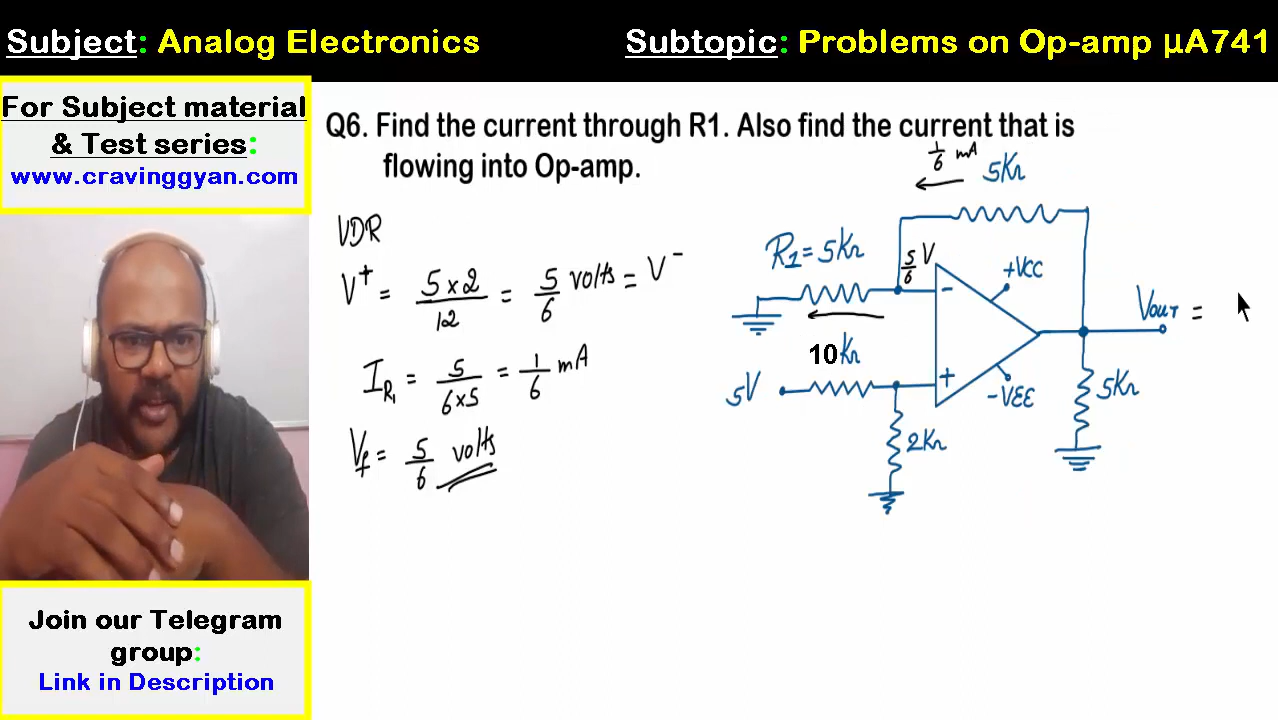 Subject: Analog Electronics
Subtopic: Problems on Op-amp µA741
For Subject material
& Test series:
www.cravinggyan.com
Q6. Find the current through R1. Also find the current that is
flowing into Op-amp.
VDR
V⁺ = 5 × 2 / 12 = 5/6 volts = V⁻
I_R₁ = 5 / 6×5 = 1/6 mA
V_f = 5/6 volts
1/6 mA
5KΩ
R1 = 5KΩ
5/6 V
+VCC
-
VOUT =
10KΩ
5V
+
-VEE
5KΩ
2KΩ
Join our Telegram
group:
Link in Description